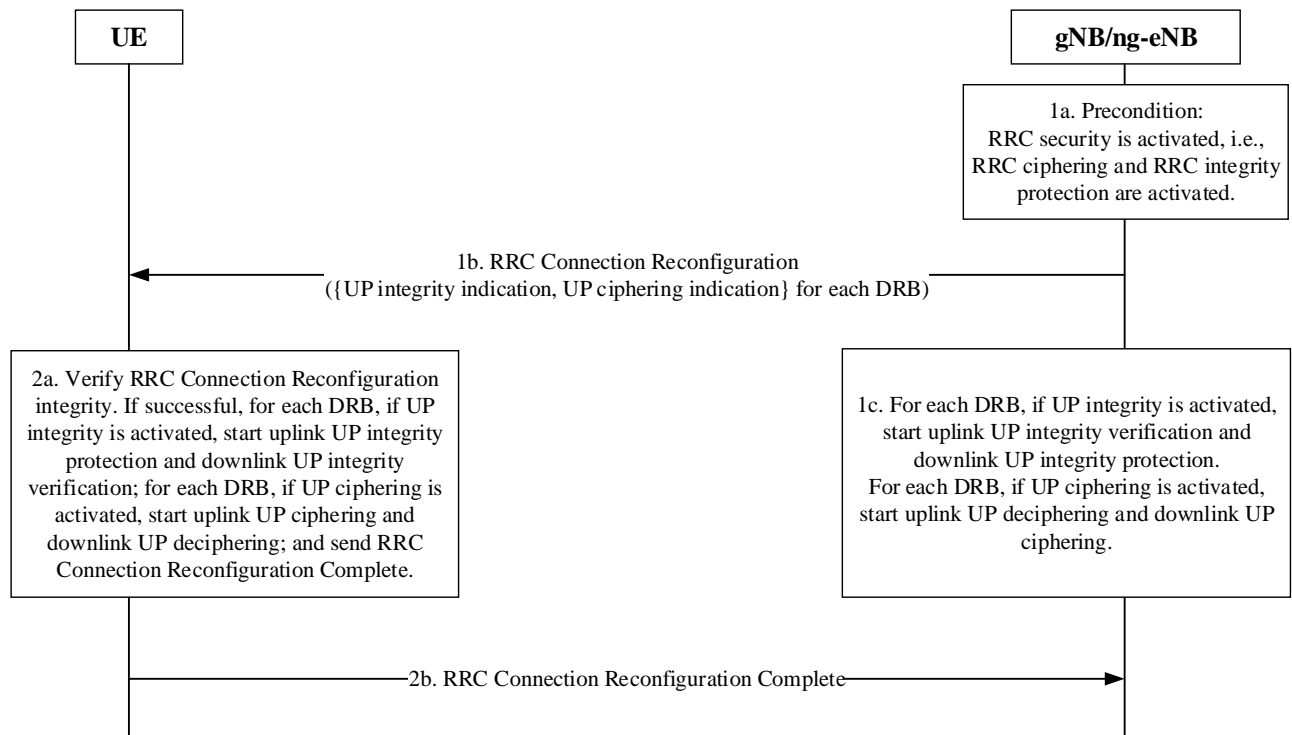 UE
gNB/ng-eNB
1a. Precondition:
RRC security is activated, i.e.,
RRC ciphering and RRC integrity
protection are activated.
1b. RRC Connection Reconfiguration
({UP integrity indication, UP ciphering indication} for each DRB)
2a. Verify RRC Connection Reconfiguration
integrity. If successful, for each DRB, if UP
integrity is activated, start uplink UP integrity
protection and downlink UP integrity
verification; for each DRB, if UP ciphering is
activated, start uplink UP ciphering and
downlink UP deciphering; and send RRC
Connection Reconfiguration Complete.
1c. For each DRB, if UP integrity is activated,
start uplink UP integrity verification and
downlink UP integrity protection.
For each DRB, if UP ciphering is activated,
start uplink UP deciphering and downlink UP
ciphering.
2b. RRC Connection Reconfiguration Complete